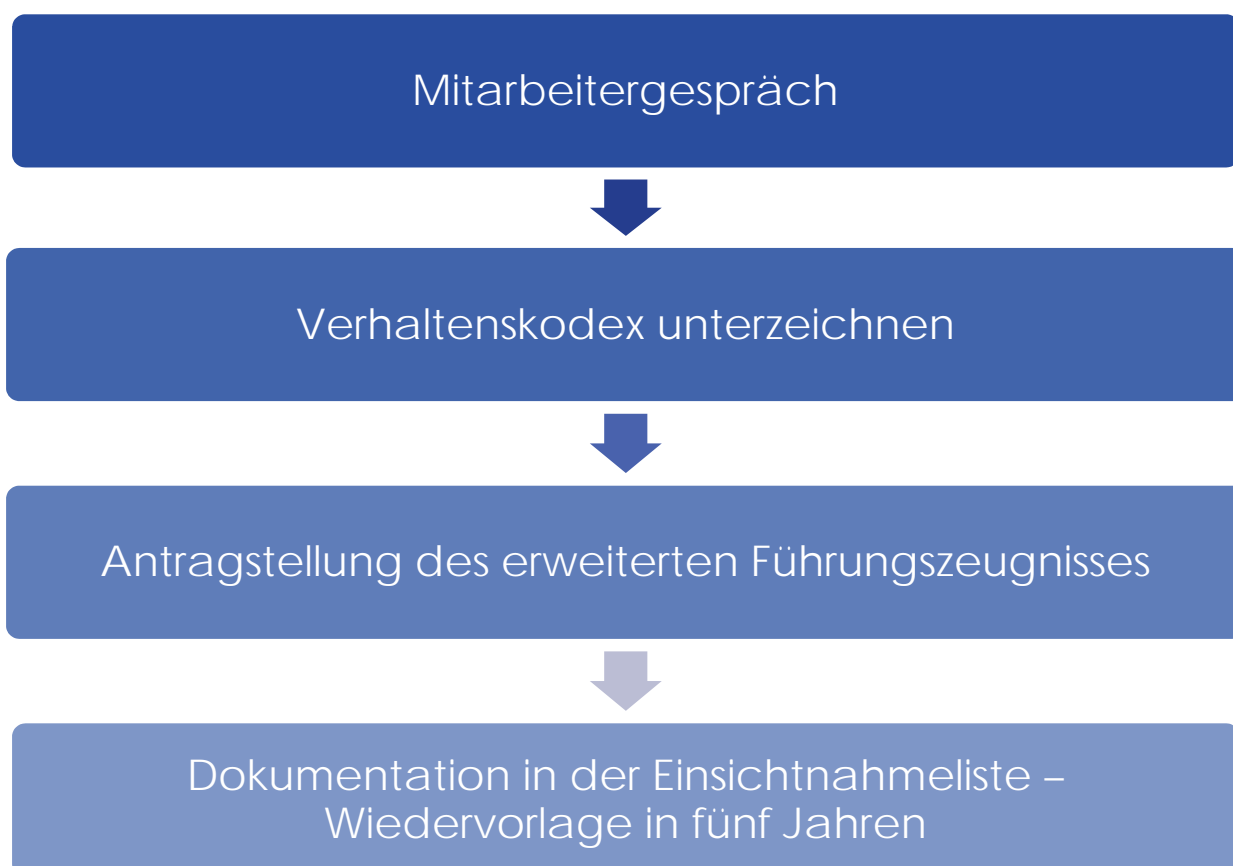 Mitarbeitergespräch
Verhaltenskodex unterzeichnen
Antragstellung des erweiterten Führungszeugnisses
Dokumentation in der Einsichtnahmeliste –
Wiedervorlage in fünf Jahren